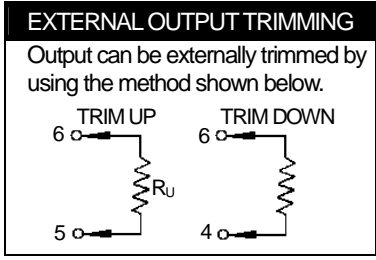 EXTERNAL OUTPUT TRIMMING
Output can be externally trimmed by
using the method shown below.
TRIM UP TRIM DOWN
6 6
RU
5 4